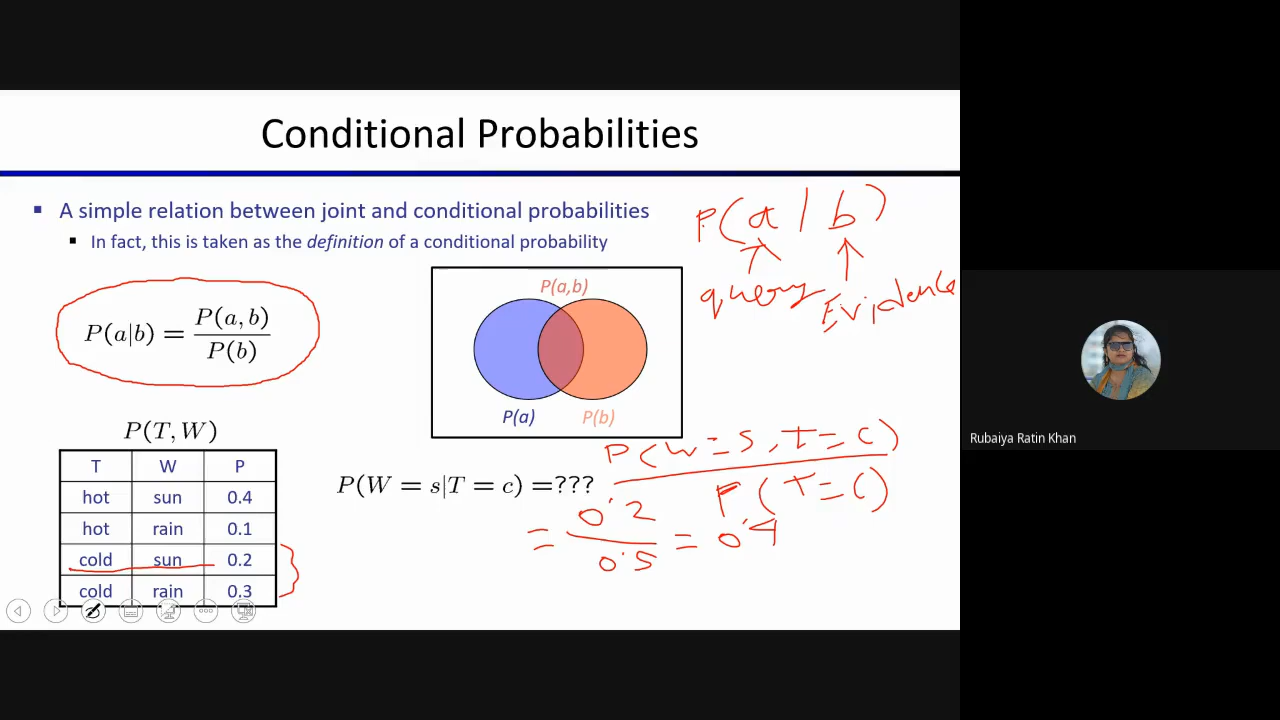 Conditional Probabilities
A simple relation between joint and conditional probabilities
In fact, this is taken as the definition of a conditional probability
P(a | b)
query Evidence
P(a|b) = P(a, b) / P(b)
P(a,b)
P(a) P(b)
P(T, W)
T W P
hot sun 0.4
hot rain 0.1
cold sun 0.2
cold rain 0.3
P(W = s|T = c) =???
P(W = S, T = C)
P(T = C)
= 0.2 / 0.5 = 0.4
Rubaiya Ratin Khan